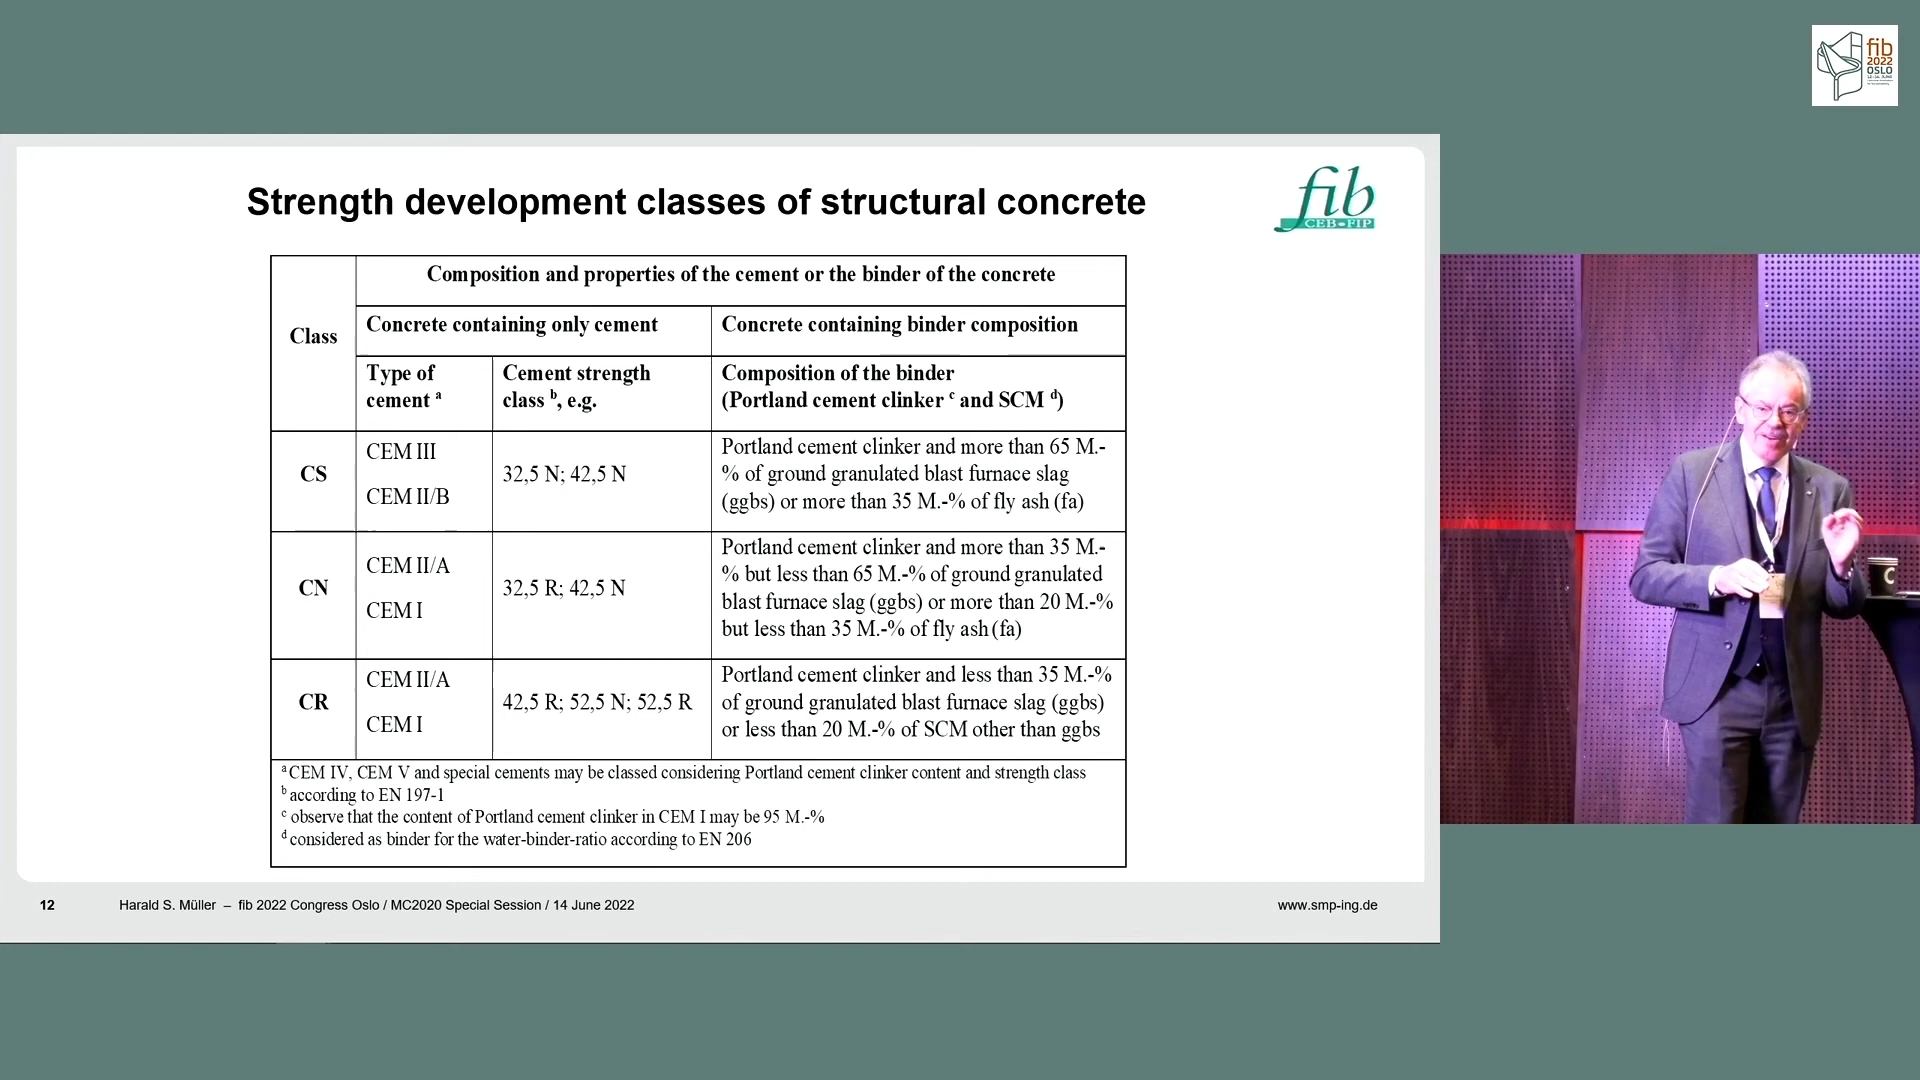 fib
2022
OSLO
Strength development classes of structural concrete
fib
CEB-FIP
Class
Composition and properties of the cement or the binder of the concrete
Concrete containing only cement
Concrete containing binder composition
Type of
cement a
Cement strength
class b, e.g.
Composition of the binder
(Portland cement clinker c and SCM d)
CS
CEM III
CEM II/B
32,5 N; 42,5 N
Portland cement clinker and more than 65 M.-
% of ground granulated blast furnace slag
(ggbs) or more than 35 M.-% of fly ash (fa)
CN
CEM II/A
CEM I
32,5 R; 42,5 N
Portland cement clinker and more than 35 M.-
% but less than 65 M.-% of ground granulated
blast furnace slag (ggbs) or more than 20 M.-%
but less than 35 M.-% of fly ash (fa)
CR
CEM II/A
CEM I
42,5 R; 52,5 N; 52,5 R
Portland cement clinker and less than 35 M.-%
of ground granulated blast furnace slag (ggbs)
or less than 20 M.-% of SCM other than ggbs
a CEM IV, CEM V and special cements may be classed considering Portland cement clinker content and strength class
b according to EN 197-1
c observe that the content of Portland cement clinker in CEM I may be 95 M.-%
d considered as binder for the water-binder-ratio according to EN 206
12
Harald S. Müller – fib 2022 Congress Oslo / MC2020 Special Session / 14 June 2022
www.smp-ing.de